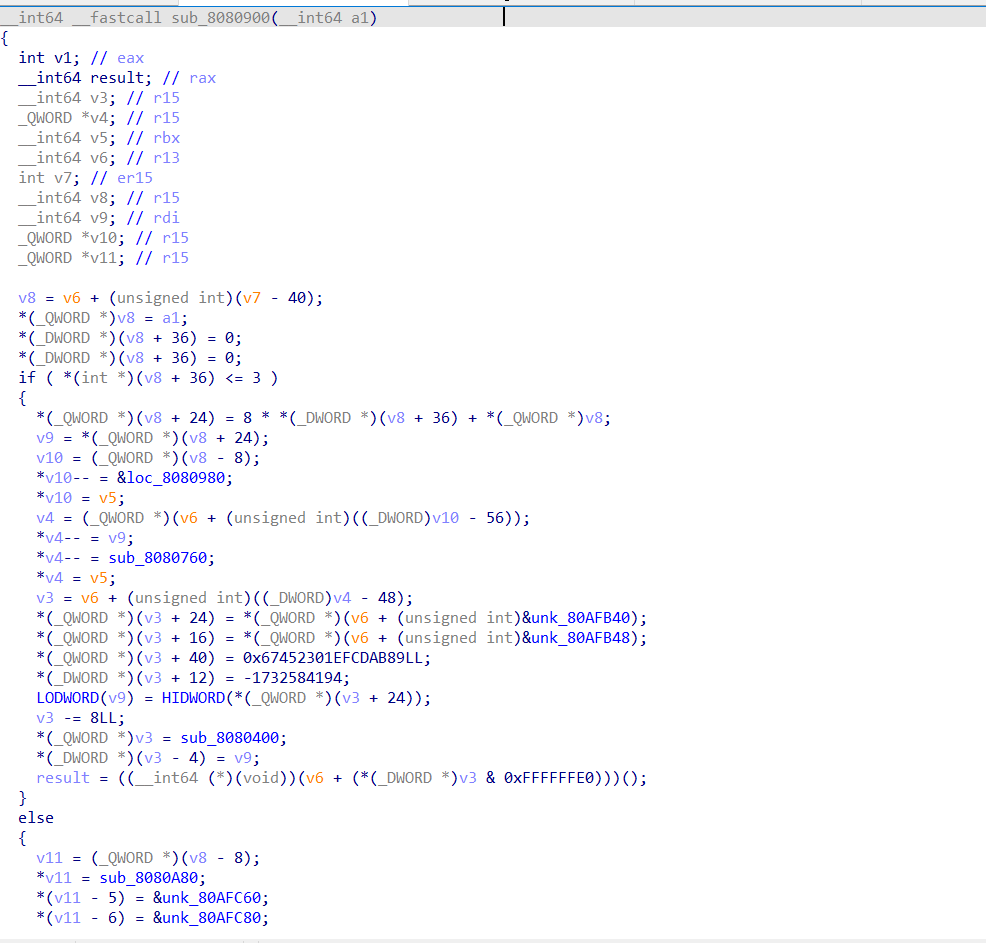 __int64 __fastcall sub_8080900(__int64 a1)
{
  int v1; // eax
  __int64 result; // rax
  __int64 v3; // r15
  _QWORD *v4; // r15
  __int64 v5; // rbx
  __int64 v6; // r13
  int v7; // er15
  __int64 v8; // r15
  __int64 v9; // rdi
  _QWORD *v10; // r15
  _QWORD *v11; // r15

  v8 = v6 + (unsigned int)(v7 - 40);
  *(_QWORD *)v8 = a1;
  *(_DWORD *)(v8 + 36) = 0;
  *(_DWORD *)(v8 + 36) = 0;
  if ( *(int *)(v8 + 36) <= 3 )
  {
    *(_QWORD *)(v8 + 24) = 8 * *(_DWORD *)(v8 + 36) + *(_QWORD *)v8;
    v9 = *(_QWORD *)(v8 + 24);
    v10 = (_QWORD *)(v8 - 8);
    *v10-- = &loc_8080980;
    *v10 = v5;
    v4 = (_QWORD *)(v6 + (unsigned int)((_DWORD)v10 - 56));
    *v4-- = v9;
    *v4-- = sub_8080760;
    *v4 = v5;
    v3 = v6 + (unsigned int)((_DWORD)v4 - 48);
    *(_QWORD *)(v3 + 24) = *(_QWORD *)(v6 + (unsigned int)&unk_80AFB40);
    *(_QWORD *)(v3 + 16) = *(_QWORD *)(v6 + (unsigned int)&unk_80AFB48);
    *(_QWORD *)(v3 + 40) = 0x67452301EFCDAB89LL;
    *(_DWORD *)(v3 + 12) = -1732584194;
    LODWORD(v9) = HIDWORD(*(_QWORD *)(v3 + 24));
    v3 -= 8LL;
    *(_QWORD *)v3 = sub_8080400;
    *(_DWORD *)(v3 - 4) = v9;
    result = ((__int64 (*)(void))(v6 + (*(_DWORD *)v3 & 0xFFFFFFE0)))();
  }
  else
  {
    v11 = (_QWORD *)(v8 - 8);
    *v11 = sub_8080A80;
    *(v11 - 5) = &unk_80AFC60;
    *(v11 - 6) = &unk_80AFC80;